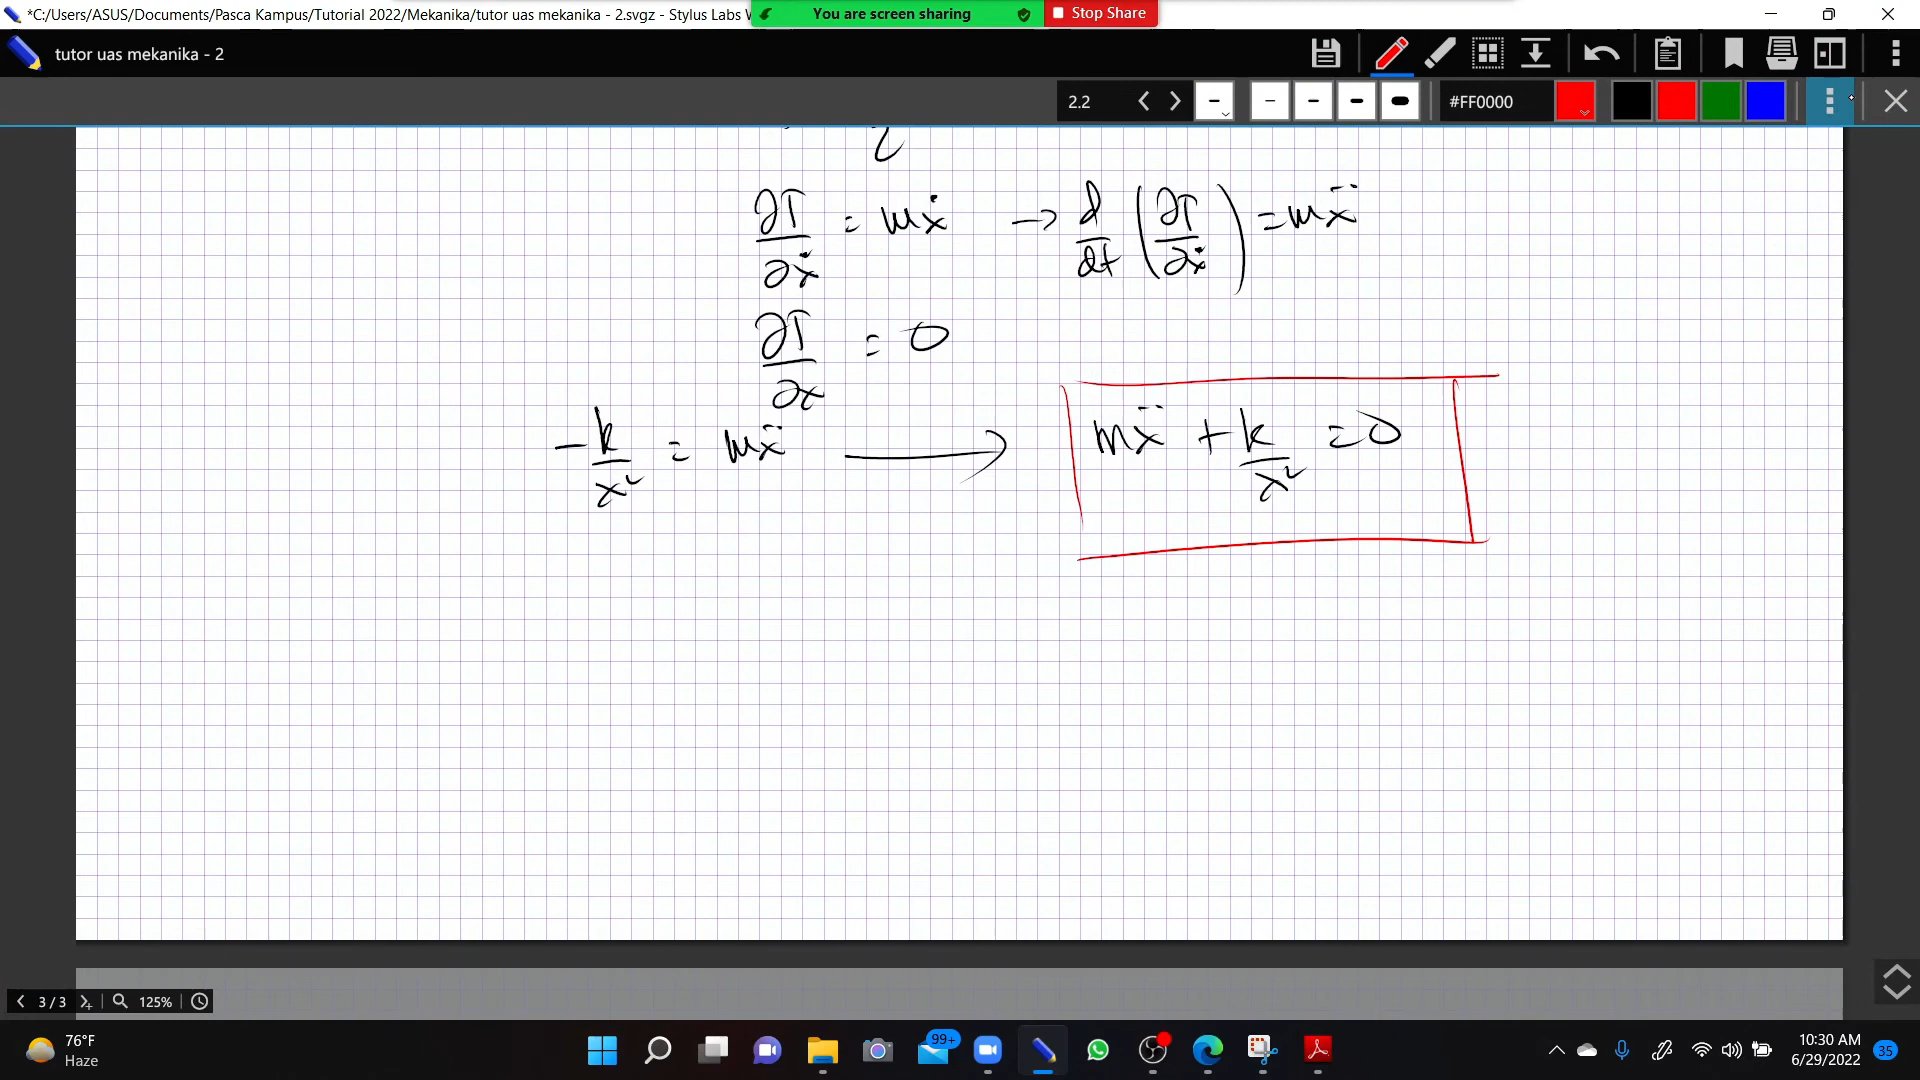 *C:/Users/ASUS/Documents/Pasca Kampus/Tutorial 2022/Mekanika/tutor uas mekanika - 2.svgz - Stylus Labs W
You are screen sharing
Stop Share
tutor uas mekanika - 2
2.2
#FF0000
2
∂T/∂ẋ = mẋ → d/dt (∂T/∂ẋ) = mẍ
∂T/∂x = 0
-k/x² = mẍ → mẍ + k/x² = 0
3 / 3
125%
76°F
Haze
99+
10:30 AM
6/29/2022
35